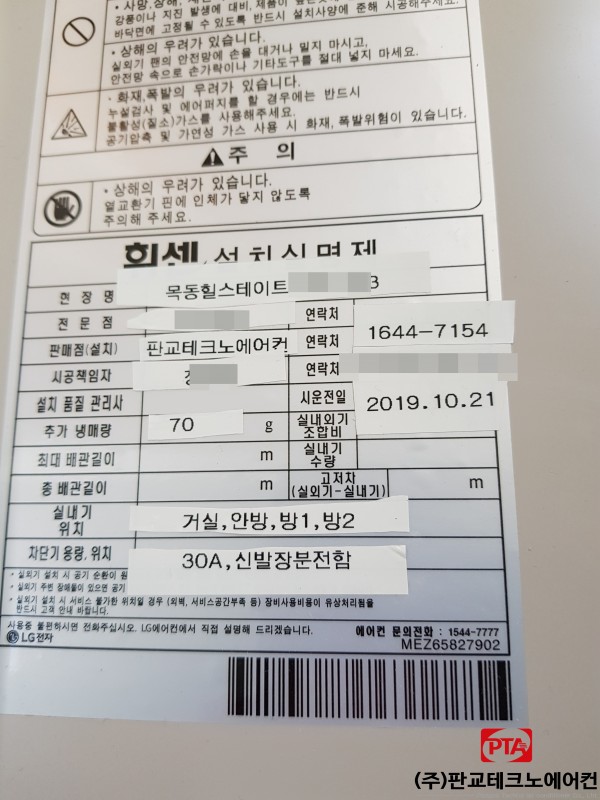 · 사망,상해,
강풍이나 지진 발생에 대비, 제품이
바닥면에 고정될 수 있도록 반드시 설치사양에 준해 시공해주세요.
· 상해의 우려가 있습니다.
실외기 팬의 안전망에 손을 대거나 밀지 마시고,
안전망 속으로 손가락이나 기타도구를 절대 넣지 마세요.
· 화재,폭발의 우려가 있습니다.
누설검사 및 에어퍼지를 할 경우에는 반드시
불활성(질소)가스를 사용해주세요.
공기압축 및 가연성 가스 사용 시 화재,폭발위험이 있습니다.
주 의
· 상해의 우려가 있습니다.
열교환기 핀에 인체가 닿지 않도록
주의해 주세요.
휘센 설치실명제
현 장 명 목동힐스테이트 3
전 문 점 연락처
판매점(설치) 판교테크노에어컨 연락처 1644-7154
시공책임자 연락처
설치 품질 관리사 시운전일 2019.10.21
추가 냉매량 70 g 실내외기 조합비
최대 배관길이 m 실내기 수량
총 배관길이 m 고저차 (실외기-실내기) m
실내기 위치 거실,안방,방1,방2
차단기 용량,위치 30A,신발장분전함
· 실외기 설치 시 공기 순환이 원
· 실외기 주변 장애물이 있으면 공기
· 실외기 설치 시 서비스 불가한 위치일 경우 (외벽, 서비스공간부족 등) 장비사용비용이 유상처리됨을
반드시 고객 안내 바랍니다.
사용중 불편하시면 전화주십시오. LG에어컨에서 직접 설명해 드리겠습니다.
에어컨 문의전화 : 1544-7777
LG전자
MEZ65827902
PTA
(주)판교테크노에어컨